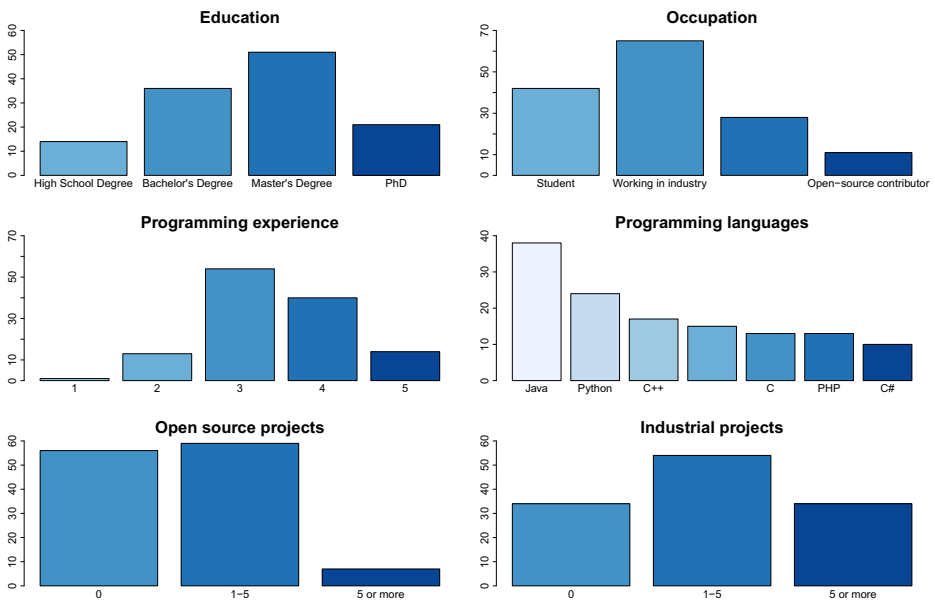 Education
0 10 20 30 40 50 60
High School Degree Bachelor's Degree Master's Degree PhD
Occupation
0 10 30 50 70
Student Working in industry Open−source contributor
Programming experience
0 10 30 50 70
1 2 3 4 5
Programming languages
0 10 20 30 40
Java Python C++ C PHP C#
Open source projects
0 10 20 30 40 50 60
0 1−5 5 or more
Industrial projects
0 10 20 30 40 50 60
0 1−5 5 or more